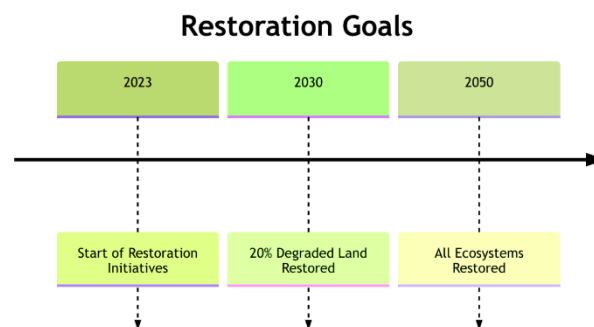 Restoration Goals
2023
2030
2050
Start of Restoration
Initiatives
20% Degraded Land
Restored
All Ecosystems
Restored